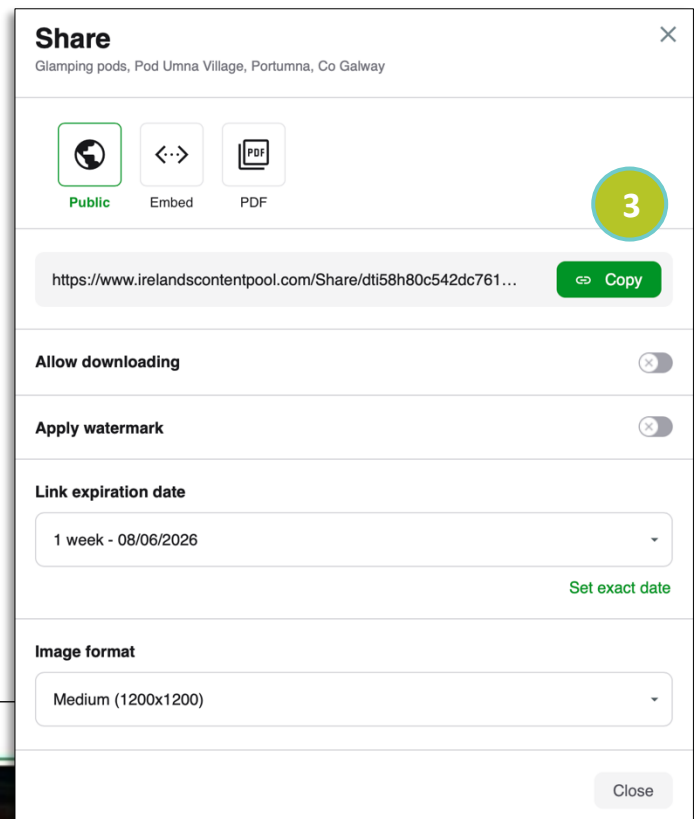 Share
Glamping pods, Pod Umna Village, Portumna, Co Galway
PDF
Public Embed PDF
3
https://www.irelandscontentpool.com/Share/dti58h80c542dc761...
Copy
Allow downloading
Apply watermark
Link expiration date
1 week - 08/06/2026
Set exact date
Image format
Medium (1200x1200)
Close